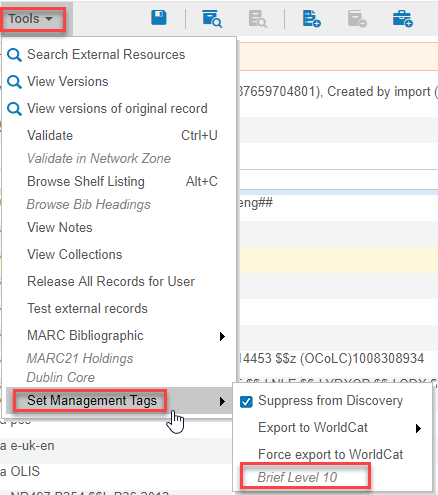 Tools
Search External Resources
View Versions
View versions of original record
37659704801), Created by import (
Validate Ctrl+U
Validate in Network Zone
Browse Shelf Listing Alt+C
eng##
Browse Bib Headings
View Notes
View Collections
Release All Records for User
Test external records
MARC Bibliographic
MARC21 Holdings
14453 $$z (OCoLC)1008308934
Dublin Core
Set Management Tags
Suppress from Discovery
a e-uk-en
Export to WorldCat
Force export to WorldCat
a OLIS
Brief Level 10